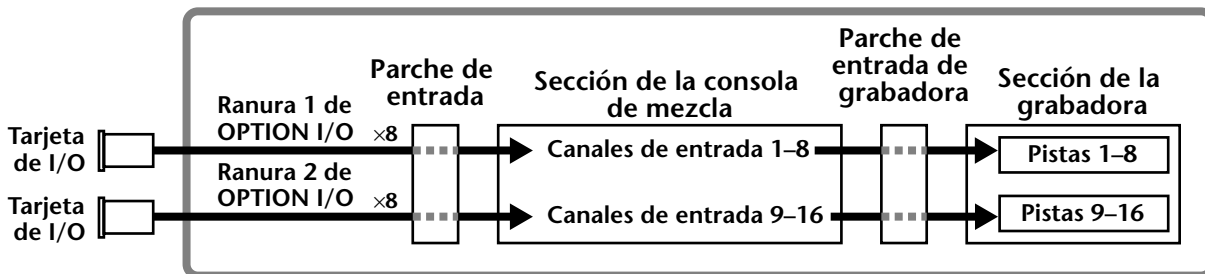 Parche de
entrada
Sección de la consola
de mezcla
Parche de
entrada de
grabadora
Sección de la
grabadora
Tarjeta
de I/O
Ranura 1 de
OPTION I/O ×8
Canales de entrada 1–8
Pistas 1–8
Tarjeta
de I/O
Ranura 2 de
OPTION I/O ×8
Canales de entrada 9–16
Pistas 9–16